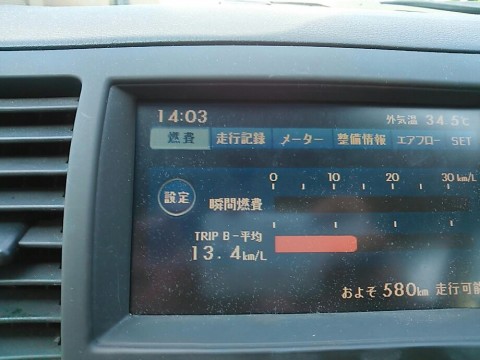 14:03 外気温 34.5℃
燃費 走行記録 メーター 整備情報 エアフロー SET
0 10 20 30 km/L
設定 瞬間燃費
TRIP B-平均
13.4km/L
およそ 580km 走行可能